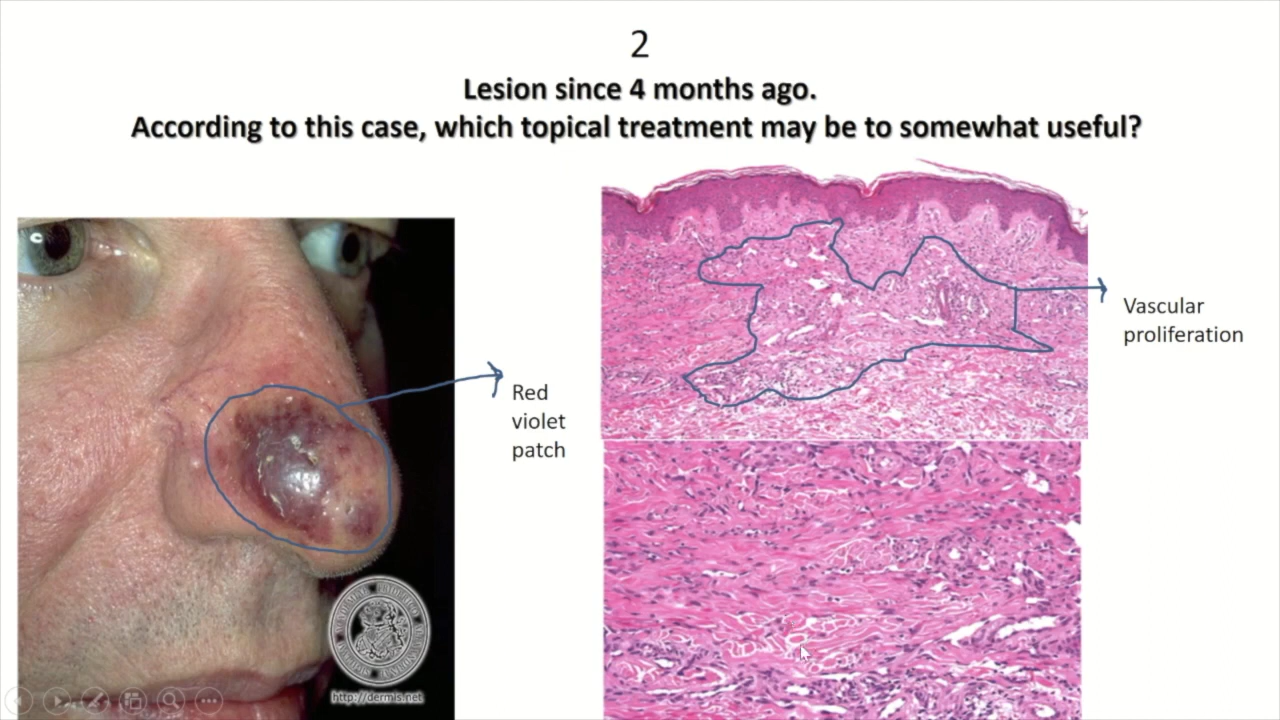 2
Lesion since 4 months ago.
According to this case, which topical treatment may be to somewhat useful?
Red
violet
patch
Vascular
proliferation
http://dermis.net